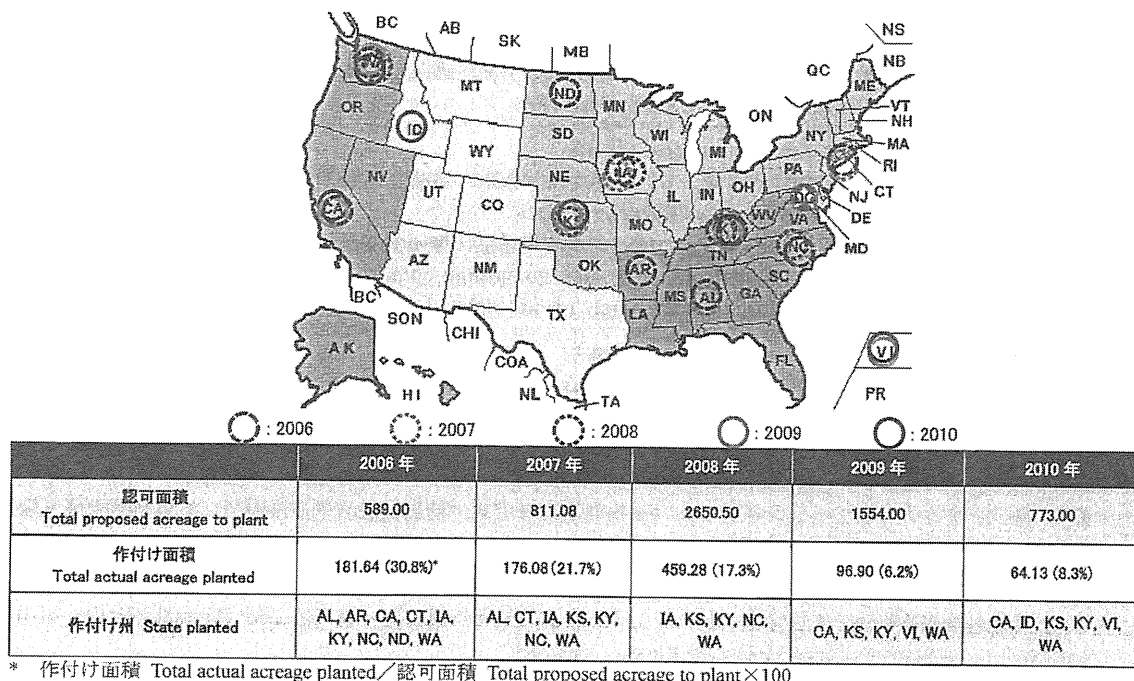 BC
AB
SK
MB
NS
NB
QC
ON
WA
MT
ND
MN
ME
VT
NH
MA
RI
CT
NJ
DE
MD
OR
ID
WY
SD
WI
MI
NY
PA
NV
UT
CO
NE
IA
IL
IN
OH
WV
VA
DC
CA
KS
MO
KY
NC
TN
SC
AZ
NM
OK
AR
MS
AL
GA
LA
TX
FL
BC
SON
CHI
COA
NL
TA
AK
HI
VI
PR
: 2006 : 2007 : 2008 : 2009 : 2010
2006 年 2007 年 2008 年 2009 年 2010 年
認可面積
Total proposed acreage to plant 589.00 811.08 2650.50 1554.00 773.00
作付け面積
Total actual acreage planted 181.64 (30.8%)* 176.08 (21.7%) 459.28 (17.3%) 96.90 (6.2%) 64.13 (8.3%)
作付け州 State planted
AL, AR, CA, CT, IA,
KY, NC, ND, WA
AL, CT, IA, KS, KY,
NC, WA
IA, KS, KY, NC,
WA
CA, KS, KY, VI, WA
CA, ID, KS, KY, VI,
WA
* 作付け面積 Total actual acreage planted／認可面積 Total proposed acreage to plant×100